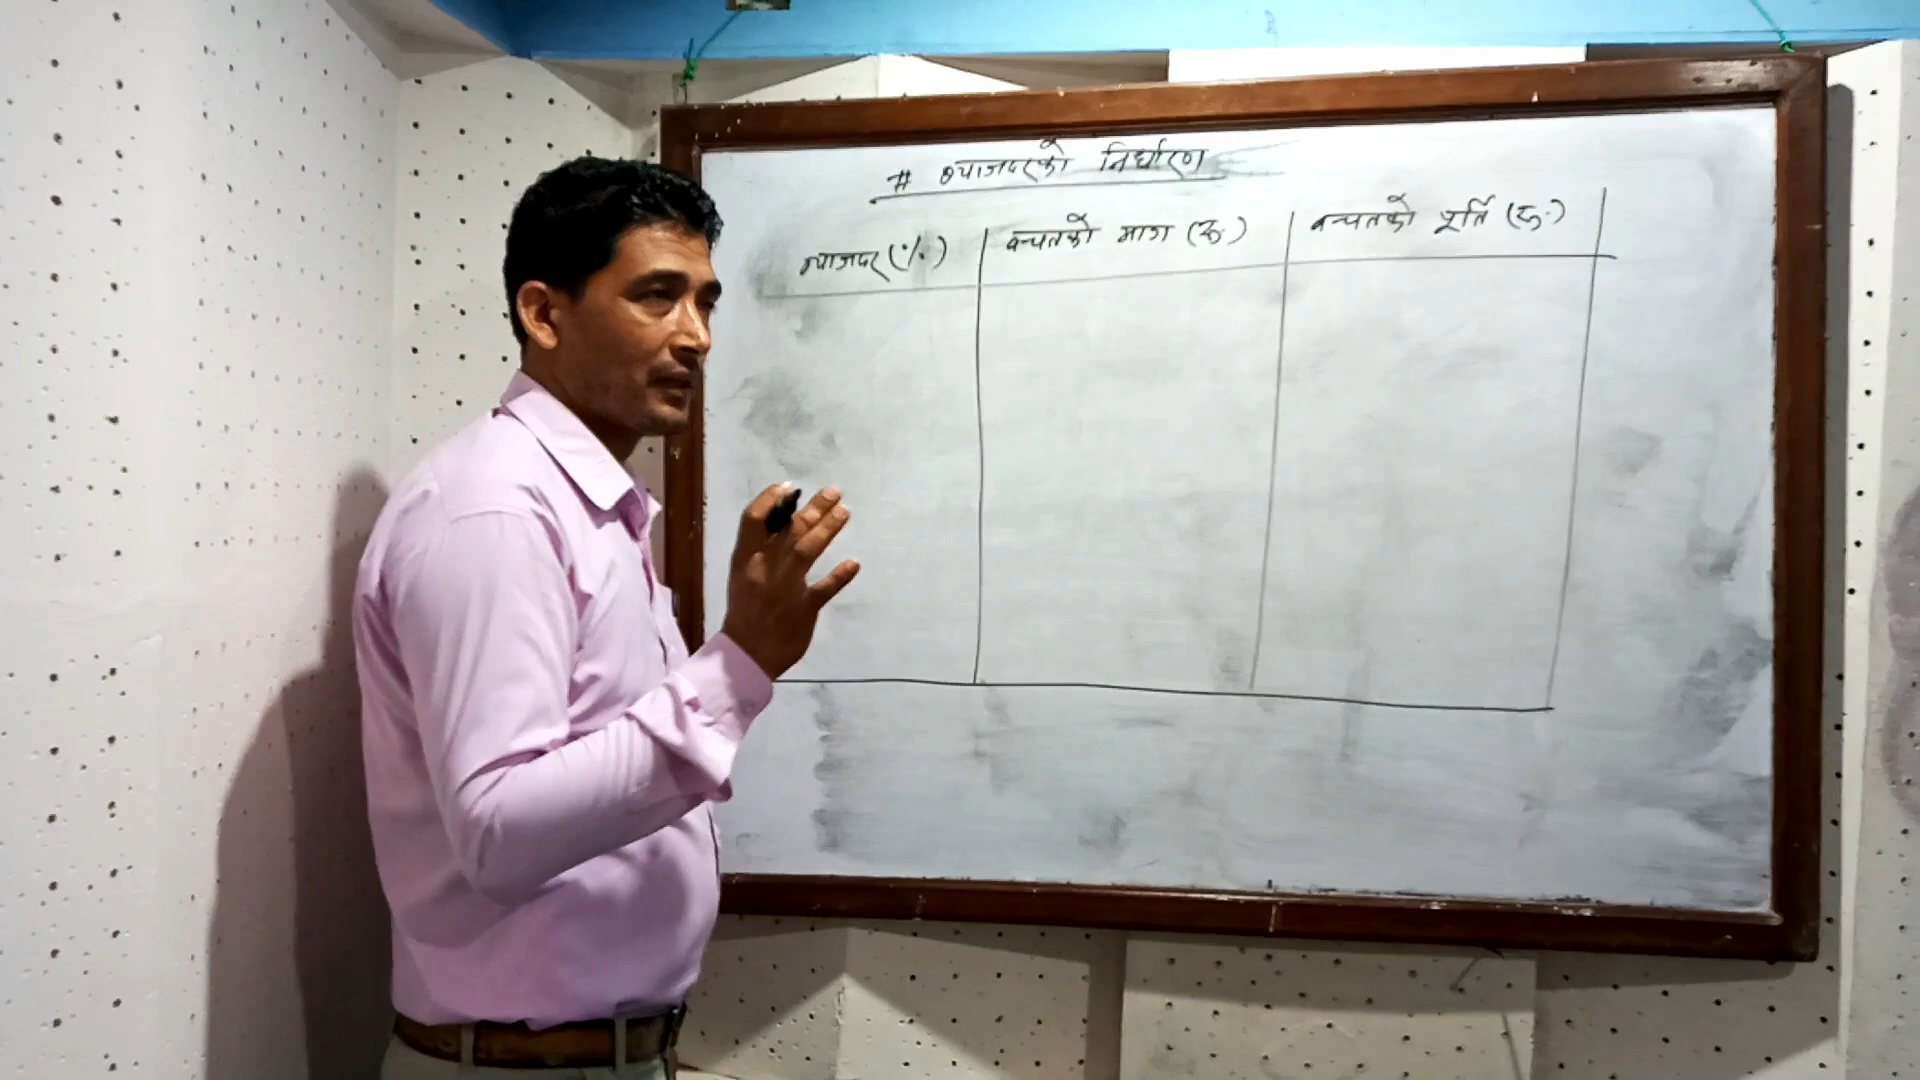 # ब्याजदरको निर्धारण
ब्याजदर (%) बचतको माग (रु.) बचतको पूर्ति (रु.)